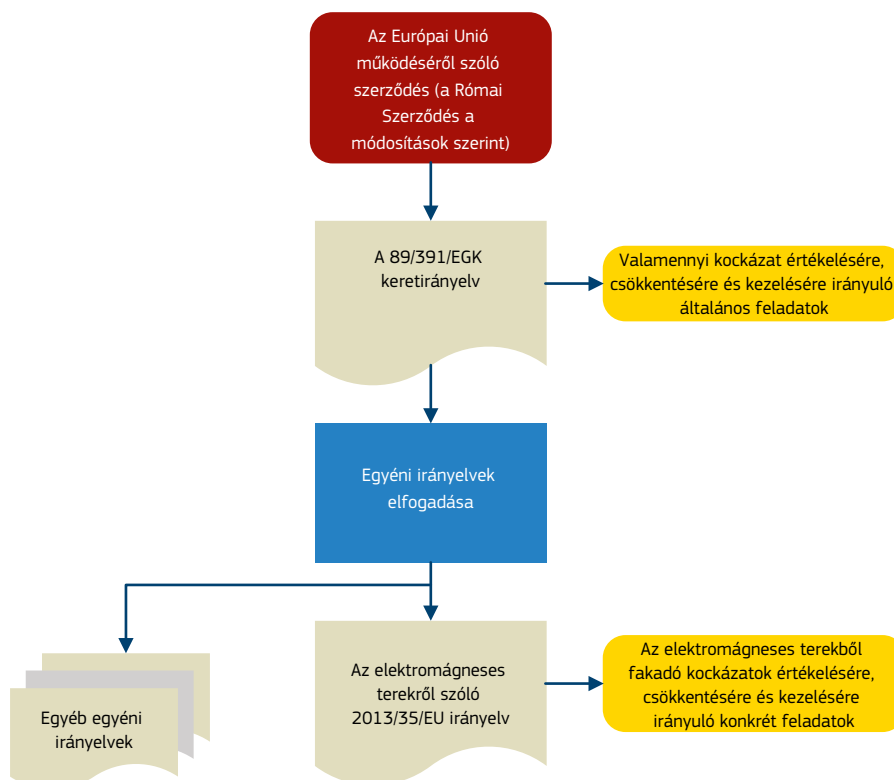 Az Európai Unió
működéséről szóló
szerződés (a Római
Szerződés a
módosítások szerint)
A 89/391/EGK
keretirányelv
Valamennyi kockázat értékelésére,
csökkentésére és kezelésére irányuló
általános feladatok
Egyéni irányelvek
elfogadása
Egyéb egyéni
irányelvek
Az elektromágneses
terekről szóló
2013/35/EU irányelv
Az elektromágneses terekből
fakadó kockázatok értékelésére,
csökkentésére és kezelésére
irányuló konkrét feladatok